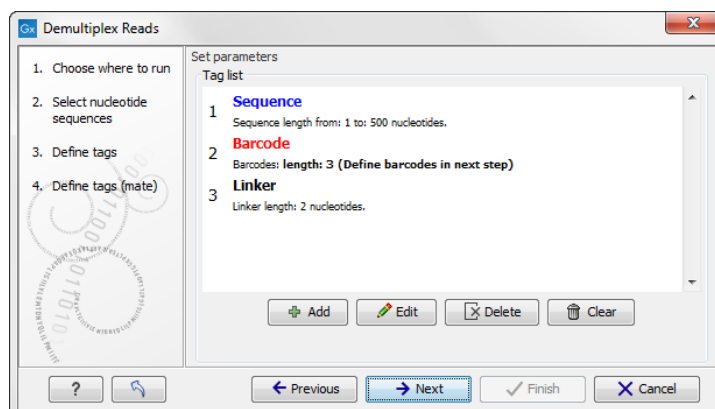 Gx Demultiplex Reads
x
1. Choose where to run
2. Select nucleotide
sequences
3. Define tags
4. Define tags (mate)
Set parameters
Tag list
1 Sequence
Sequence length from: 1 to: 500 nucleotides.
2 Barcode
Barcodes: length: 3 (Define barcodes in next step)
3 Linker
Linker length: 2 nucleotides.
Add Edit Delete Clear
? Previous Next Finish Cancel